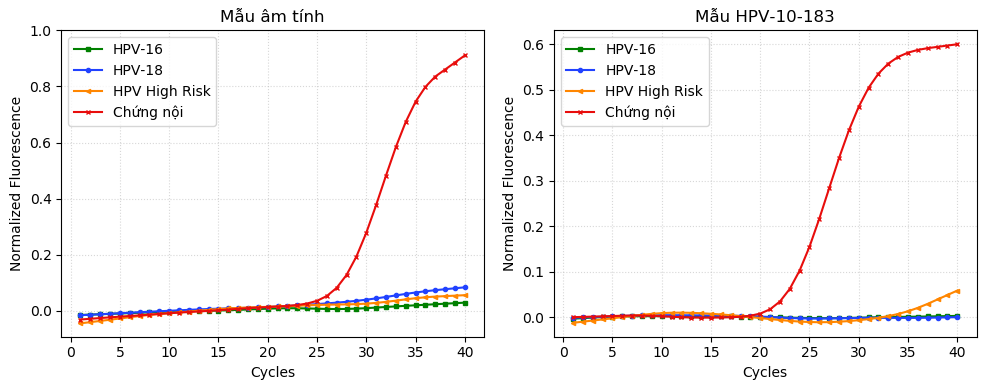 Mẫu âm tính
Normalized Fluorescence
1.0
0.8
0.6
0.4
0.2
0.0
HPV-16
HPV-18
HPV High Risk
Chứng nội
0 5 10 15 20 25 30 35 40
Cycles
Mẫu HPV-10-183
Normalized Fluorescence
0.6
0.5
0.4
0.3
0.2
0.1
0.0
HPV-16
HPV-18
HPV High Risk
Chứng nội
0 5 10 15 20 25 30 35 40
Cycles